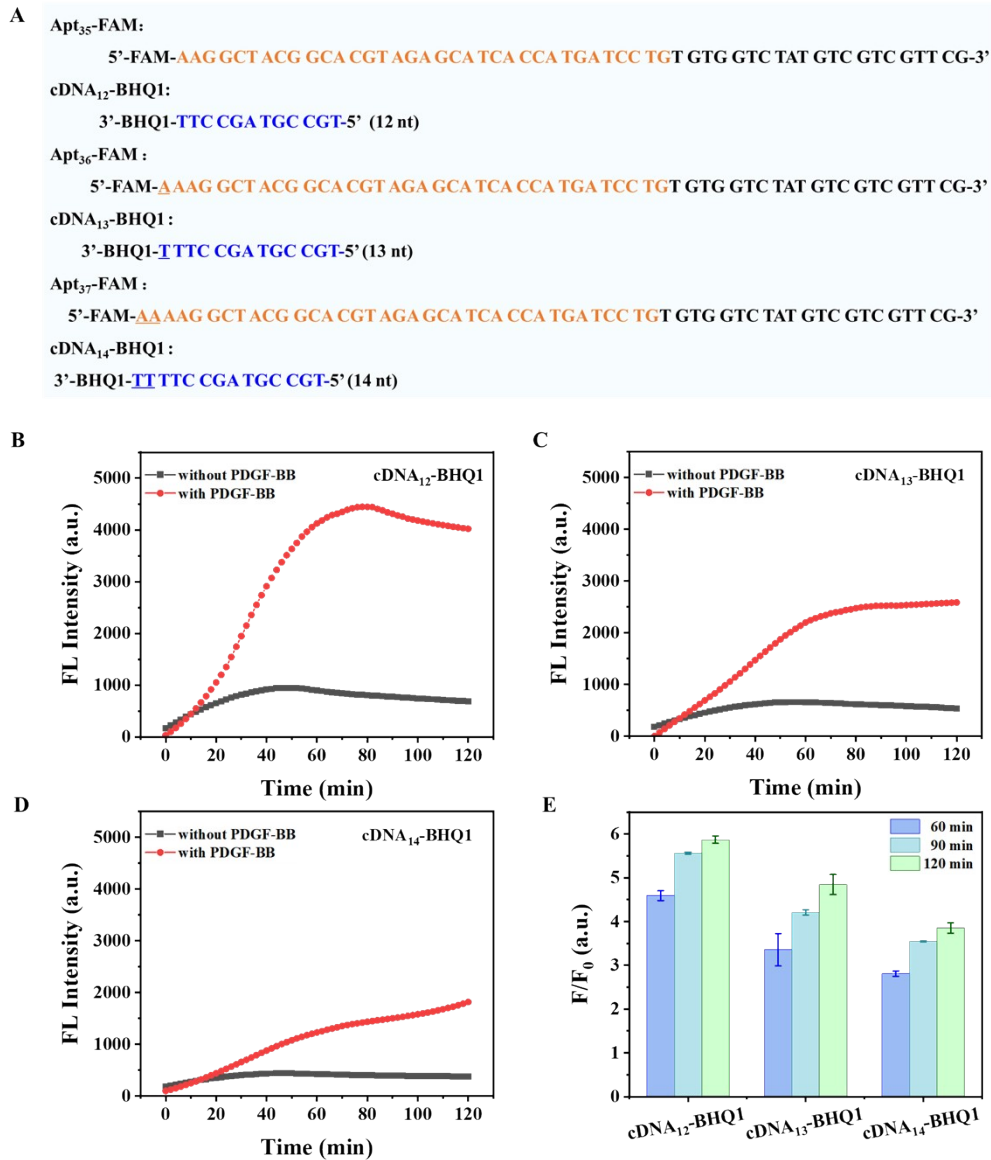 A
Apt35-FAM:
5’-FAM-AAG GCT ACG GCA CGT AGA GCA TCA CCA TGA TCC TGT GTG GTC TAT GTC GTC GTT CG-3’
cDNA12-BHQ1:
3’-BHQ1-TTC CGA TGC CGT-5’ (12 nt)
Apt36-FAM :
5’-FAM-A AAG GCT ACG GCA CGT AGA GCA TCA CCA TGA TCC TGT GTG GTC TAT GTC GTC GTT CG-3’
cDNA13-BHQ1:
3’-BHQ1-T TTC CGA TGC CGT-5’ (13 nt)
Apt37-FAM :
5’-FAM-AA AAG GCT ACG GCA CGT AGA GCA TCA CCA TGA TCC TGT GTG GTC TAT GTC GTC GTT CG-3’
cDNA14-BHQ1:
3’-BHQ1-TT TTC CGA TGC CGT-5’ (14 nt)
B
without PDGF-BB
with PDGF-BB
cDNA12-BHQ1
FL Intensity (a.u.)
5000
4000
3000
2000
1000
0
0 20 40 60 80 100 120
Time (min)
C
without PDGF-BB
with PDGF-BB
cDNA13-BHQ1
FL Intensity (a.u.)
5000
4000
3000
2000
1000
0
0 20 40 60 80 100 120
Time (min)
D
without PDGF-BB
with PDGF-BB
cDNA14-BHQ1
FL Intensity (a.u.)
5000
4000
3000
2000
1000
0
0 20 40 60 80 100 120
Time (min)
E
60 min
90 min
120 min
F/F0 (a.u.)
6
5
4
3
2
1
0
cDNA12-BHQ1 cDNA13-BHQ1 cDNA14-BHQ1